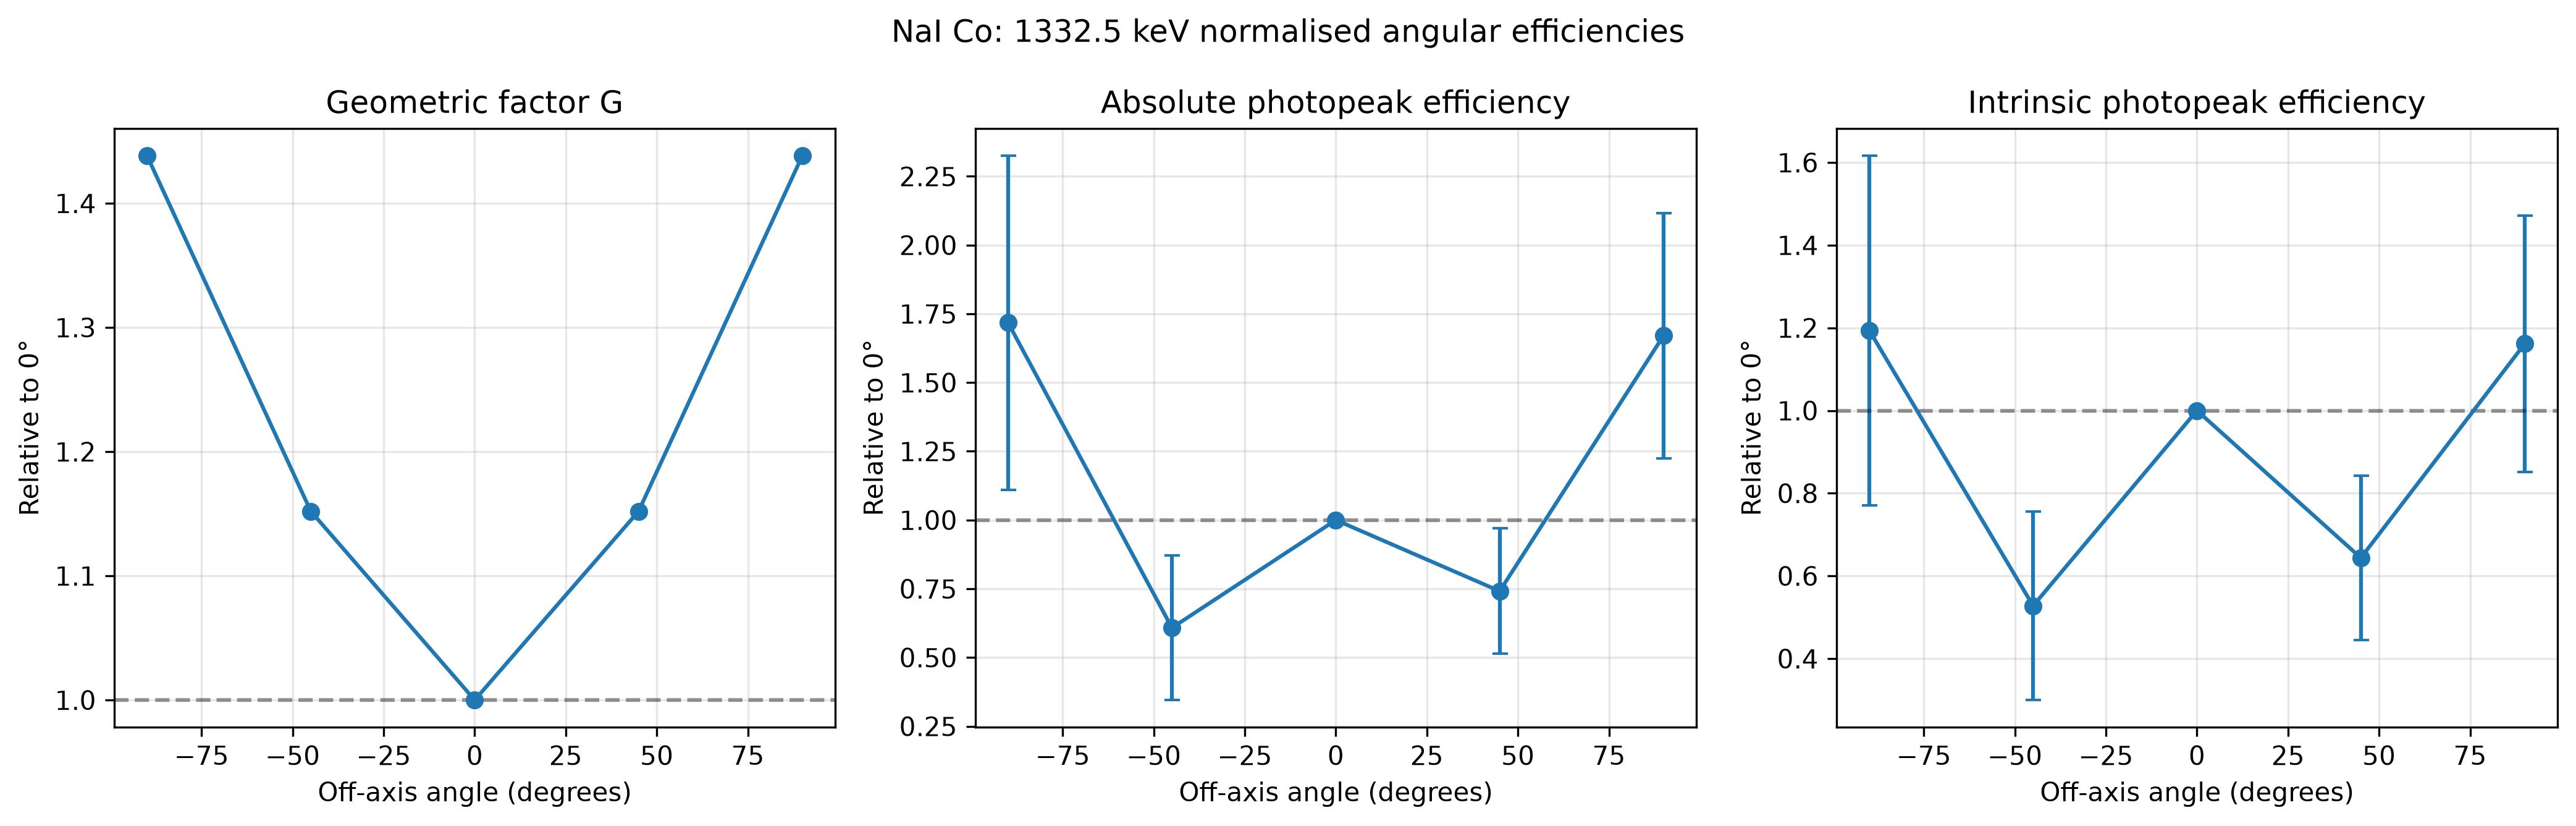 NaI Co: 1332.5 keV normalised angular efficiencies
Geometric factor G
Relative to 0°
1.4
1.3
1.2
1.1
1.0
−75 −50 −25 0 25 50 75
Off-axis angle (degrees)
Absolute photopeak efficiency
Relative to 0°
2.25
2.00
1.75
1.50
1.25
1.00
0.75
0.50
0.25
−75 −50 −25 0 25 50 75
Off-axis angle (degrees)
Intrinsic photopeak efficiency
Relative to 0°
1.6
1.4
1.2
1.0
0.8
0.6
0.4
−75 −50 −25 0 25 50 75
Off-axis angle (degrees)